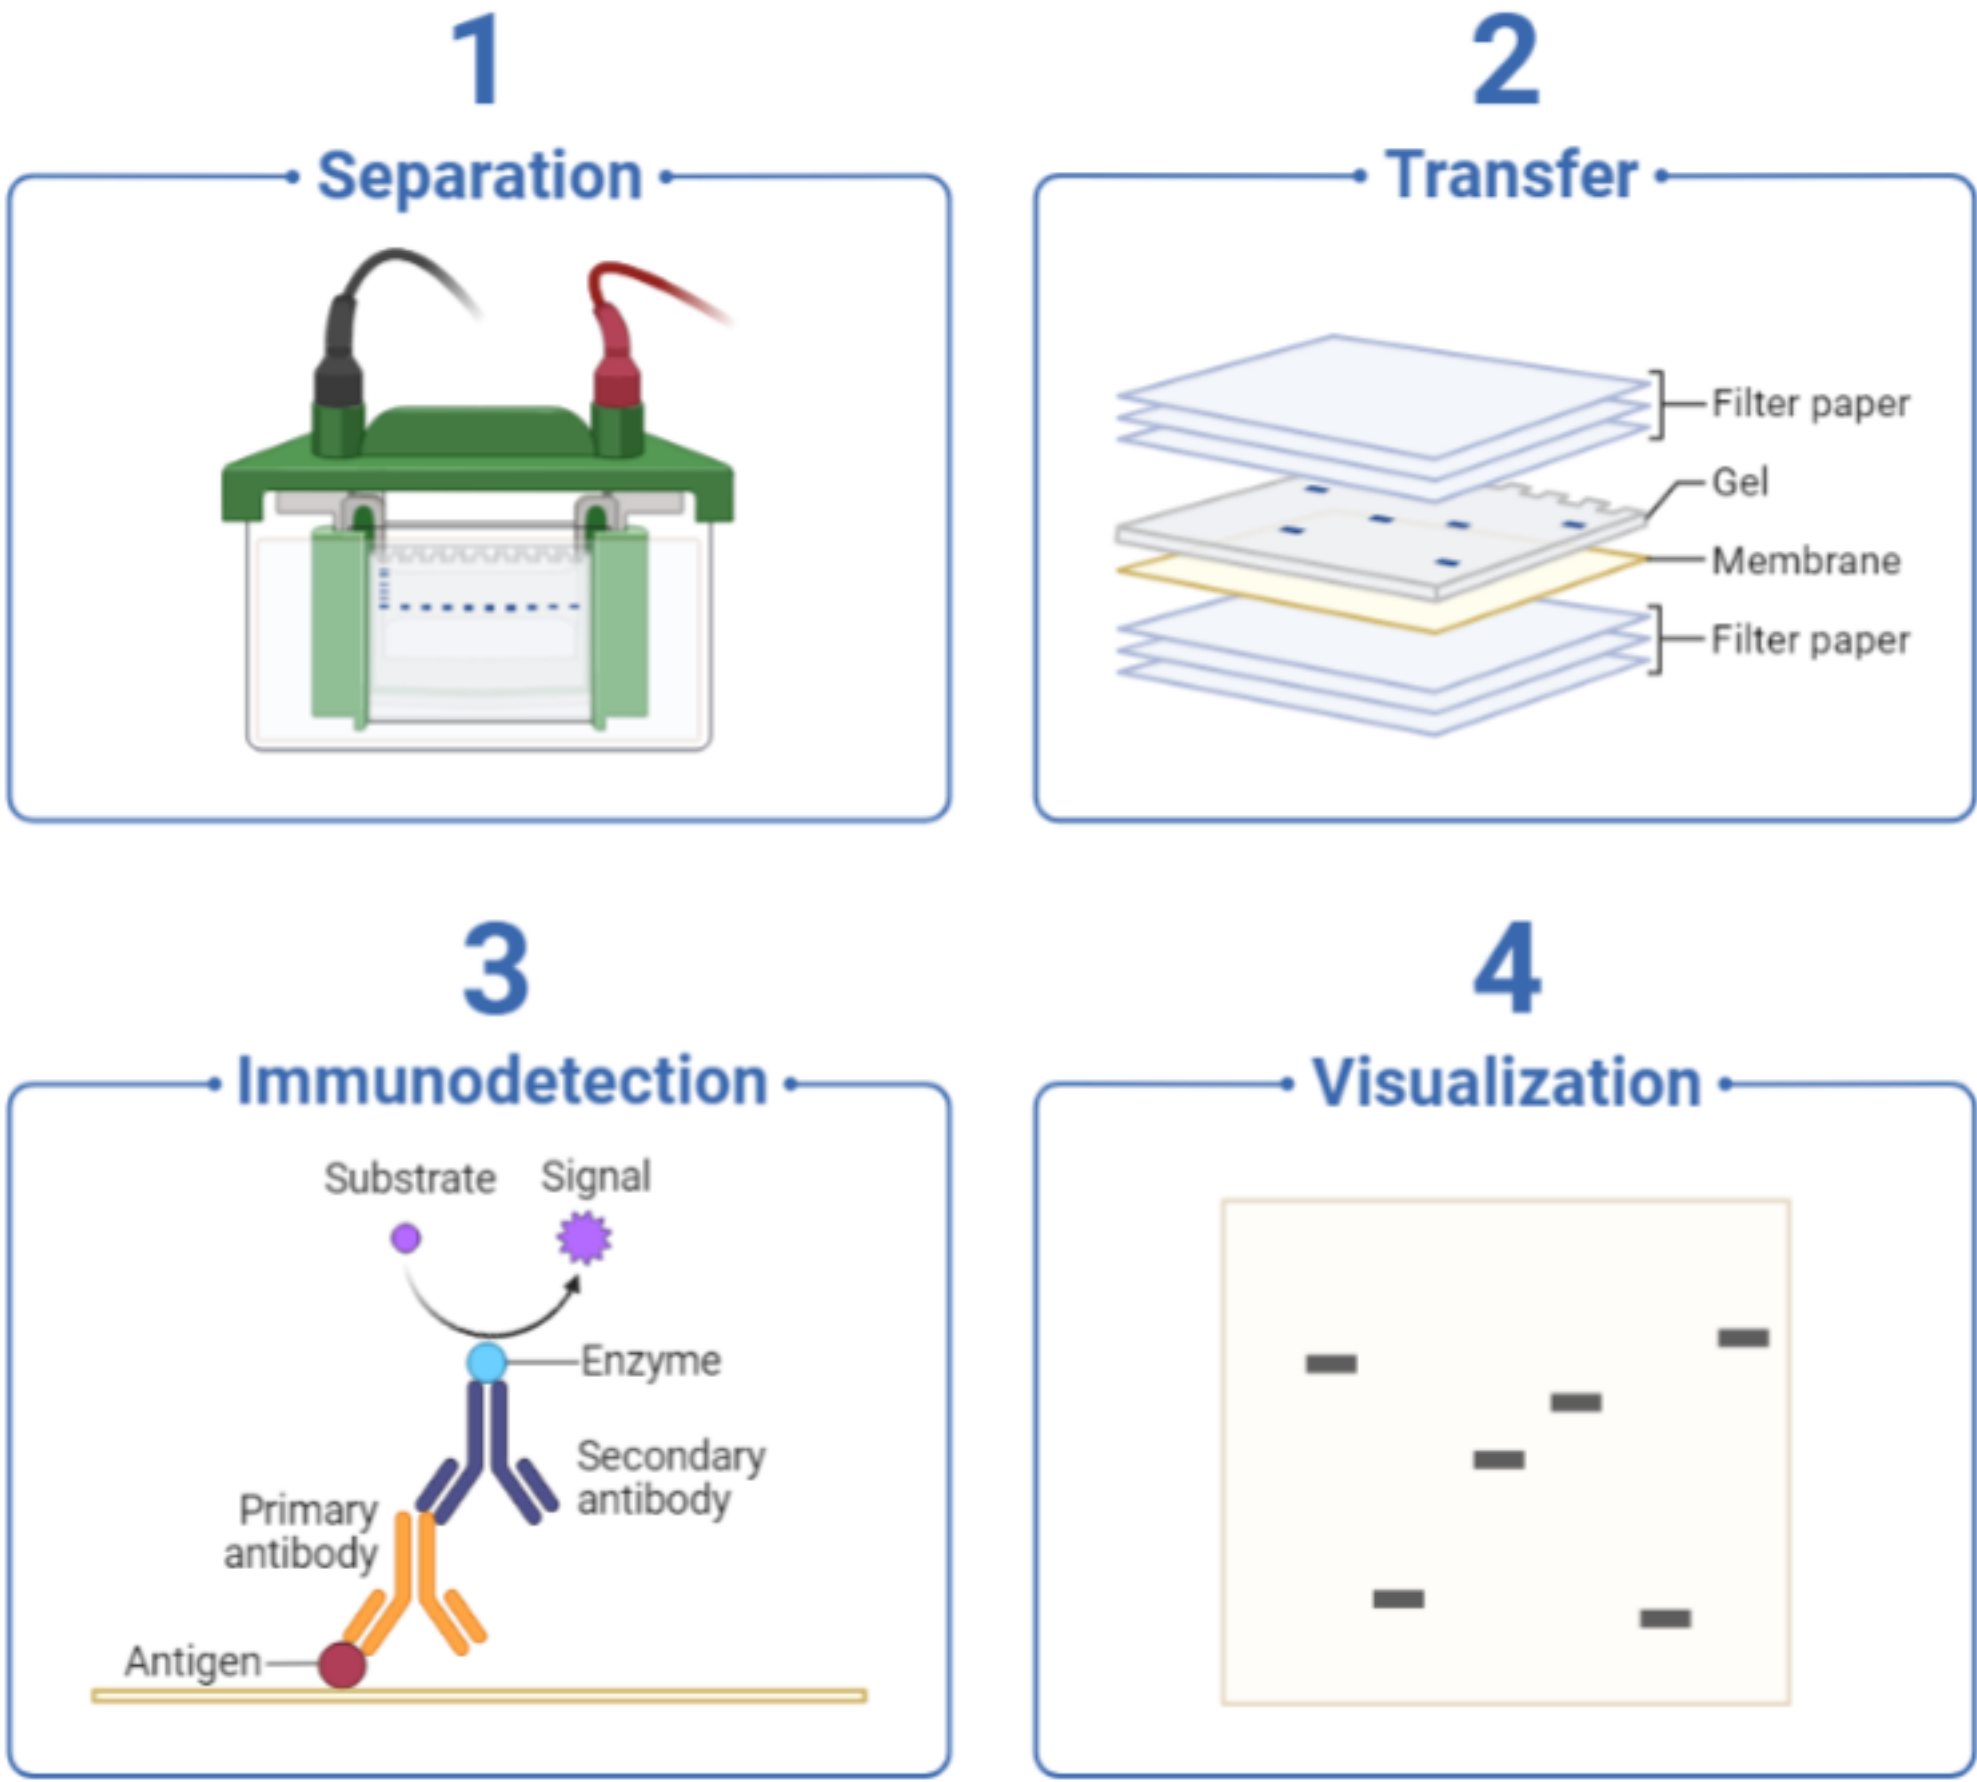 1
Separation
2
Transfer
Filter paper
Gel
Membrane
Filter paper
3
Immunodetection
Substrate
Signal
Enzyme
Secondary
antibody
Primary
antibody
Antigen
4
Visualization